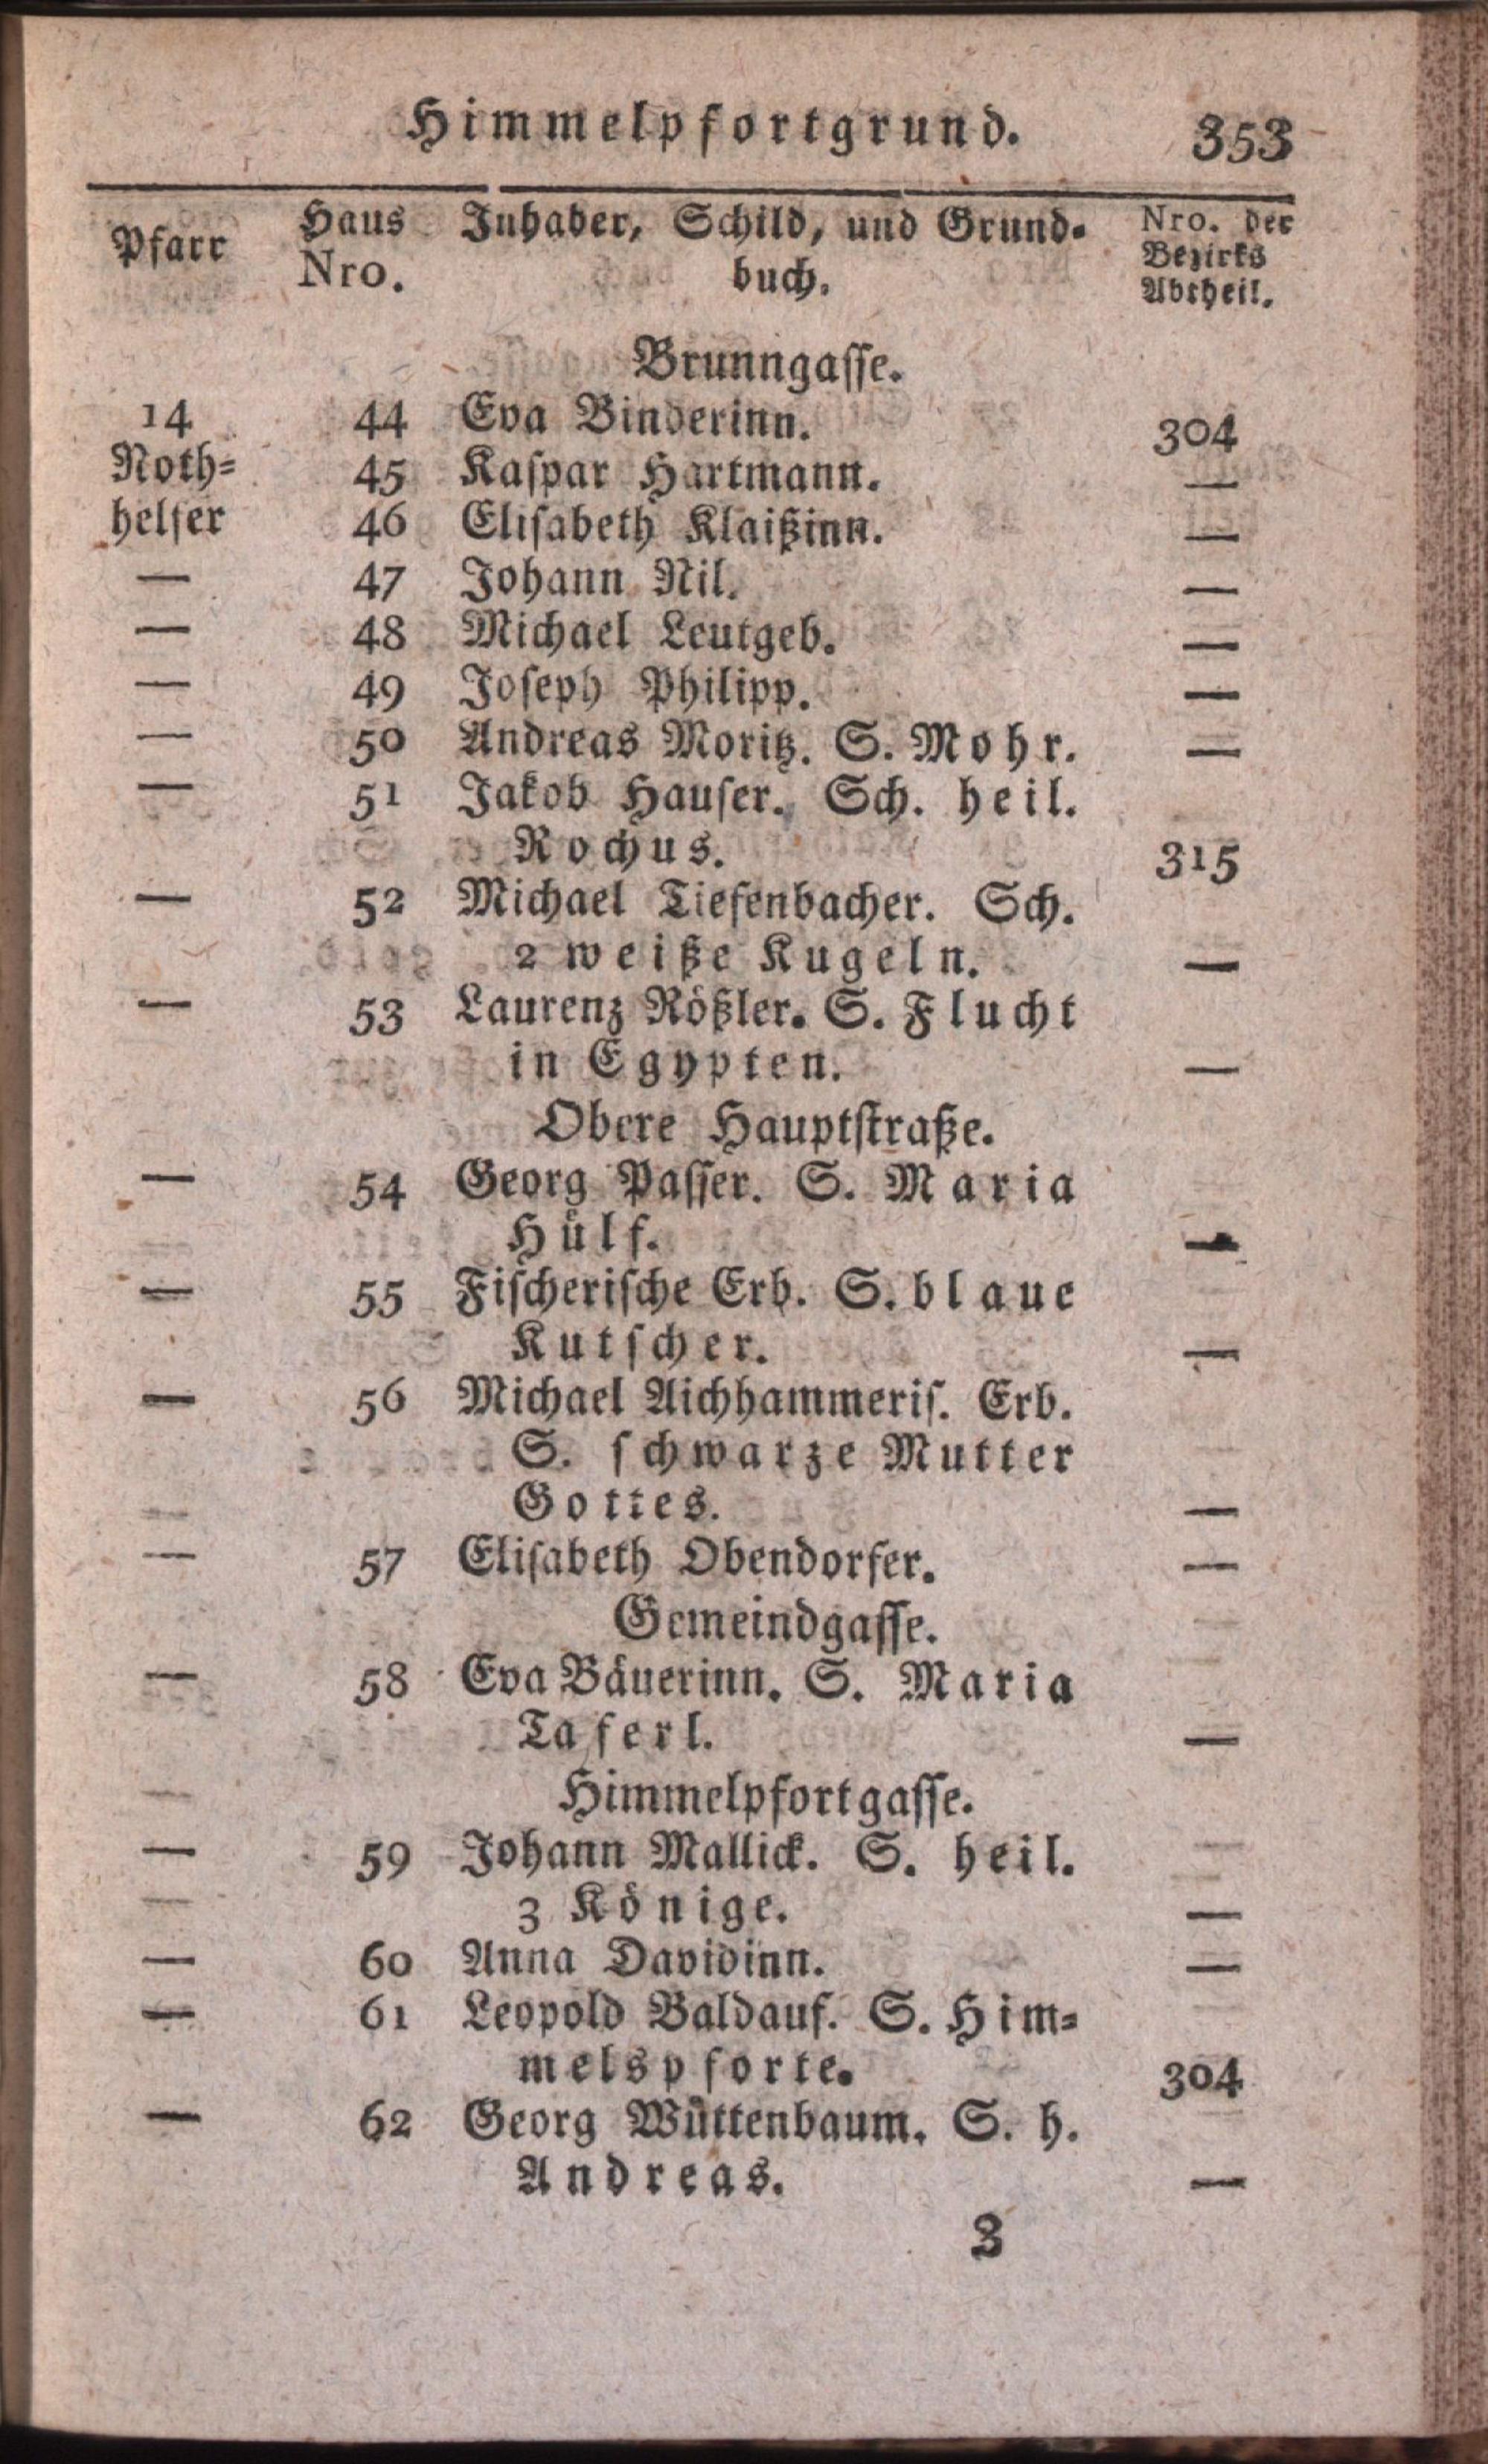 Himmelpfortgrund. 353
Pfarr Haus Nro. Inhaber, Schild, und Grund-buch. Nro. der Bezirks Abtheil.
Brunngasse.
14 44 Eva Binderinn. 304
Noth= 45 Kaspar Hartmann. —
helfer 46 Elisabeth Klaißinn. —
— 47 Johann Nil. —
— 48 Michael Leutgeb. —
— 49 Joseph Philipp. —
— 50 Andreas Moritz. S. Mohr. —
— 51 Jakob Hauser. Sch. heil.
Rochus. 315
— 52 Michael Tiefenbacher. Sch.
2 weiße Kugeln. —
— 53 Laurenz Rößler. S. Flucht
in Egypten. —
Obere Hauptstraße.
— 54 Georg Passer. S. Maria
Hülf. —
— 55 Fischerische Erb. S. blaue
Kutscher. —
— 56 Michael Aichhammeris. Erb.
S. schwarze Mutter
Gottes. —
— 57 Elisabeth Obendorfer. —
Gemeindgasse.
— 58 Eva Bäuerinn. S. Maria
Taferl. —
Himmelpfortgasse.
— 59 Johann Mallick. S. heil.
3 Könige. —
— 60 Anna Davidinn. —
— 61 Leopold Baldauf. S. Him=
melspforte. 304
— 62 Georg Wüttenbaum. S. h.
Andreas. —
3